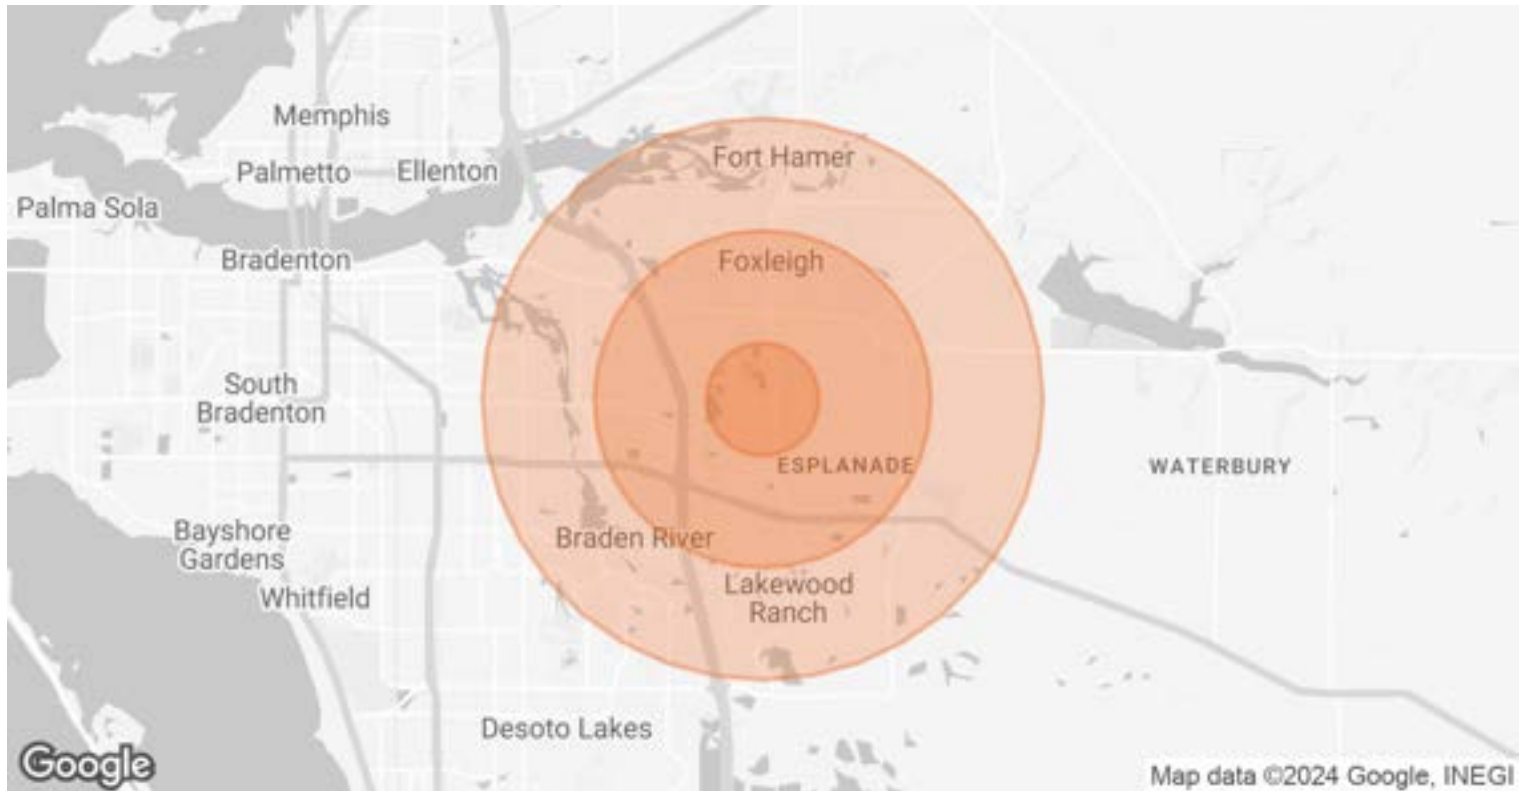 Memphis
Fort Hamer
Palmetto
Ellenton
Palma Sola
Bradenton
Foxleigh
South
Bradenton
ESPLANADE
WATERBURY
Bayshore
Gardens
Braden River
Whitfield
Lakewood
Ranch
Desoto Lakes
Google
Map data ©2024 Google, INEGI